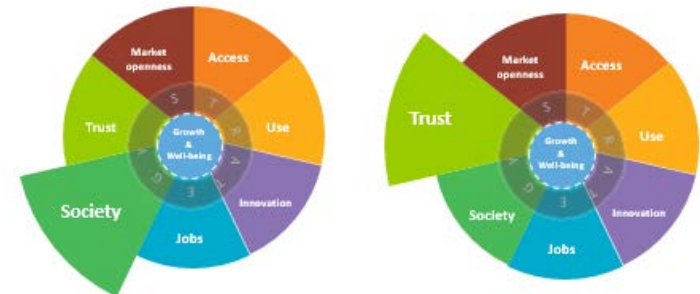 Market
openness
Access
Trust
Use
Growth
&
Well-being
Society
Innovation
Jobs
S T R A T E G Y
Market
openness
Access
Trust
Use
Growth
&
Well-being
Society
Innovation
Jobs
S T R A T E G Y